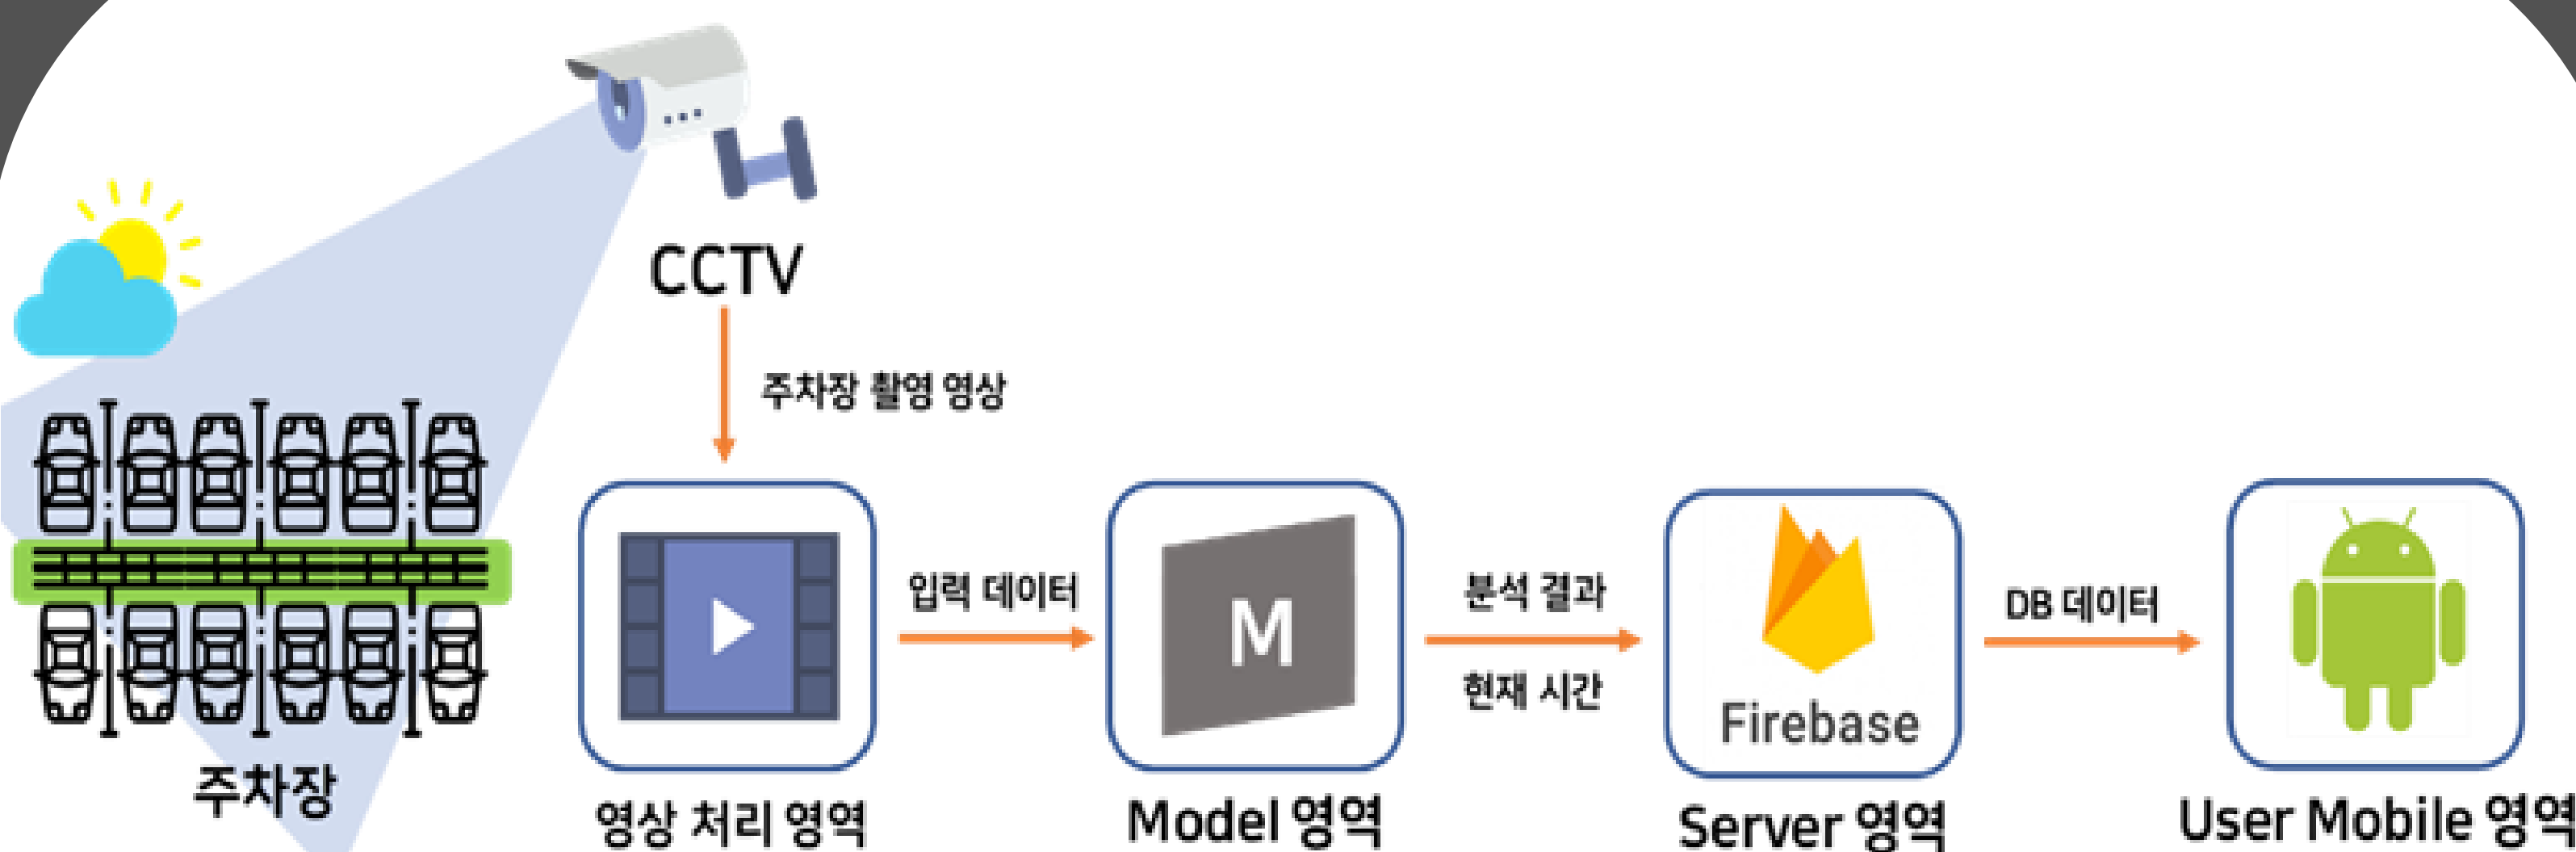 CCTV
주차장 촬영 영상
주차장
영상 처리 영역
입력 데이터
M
Model 영역
분석 결과
현재 시간
Firebase
Server 영역
DB 데이터
User Mobile 영역